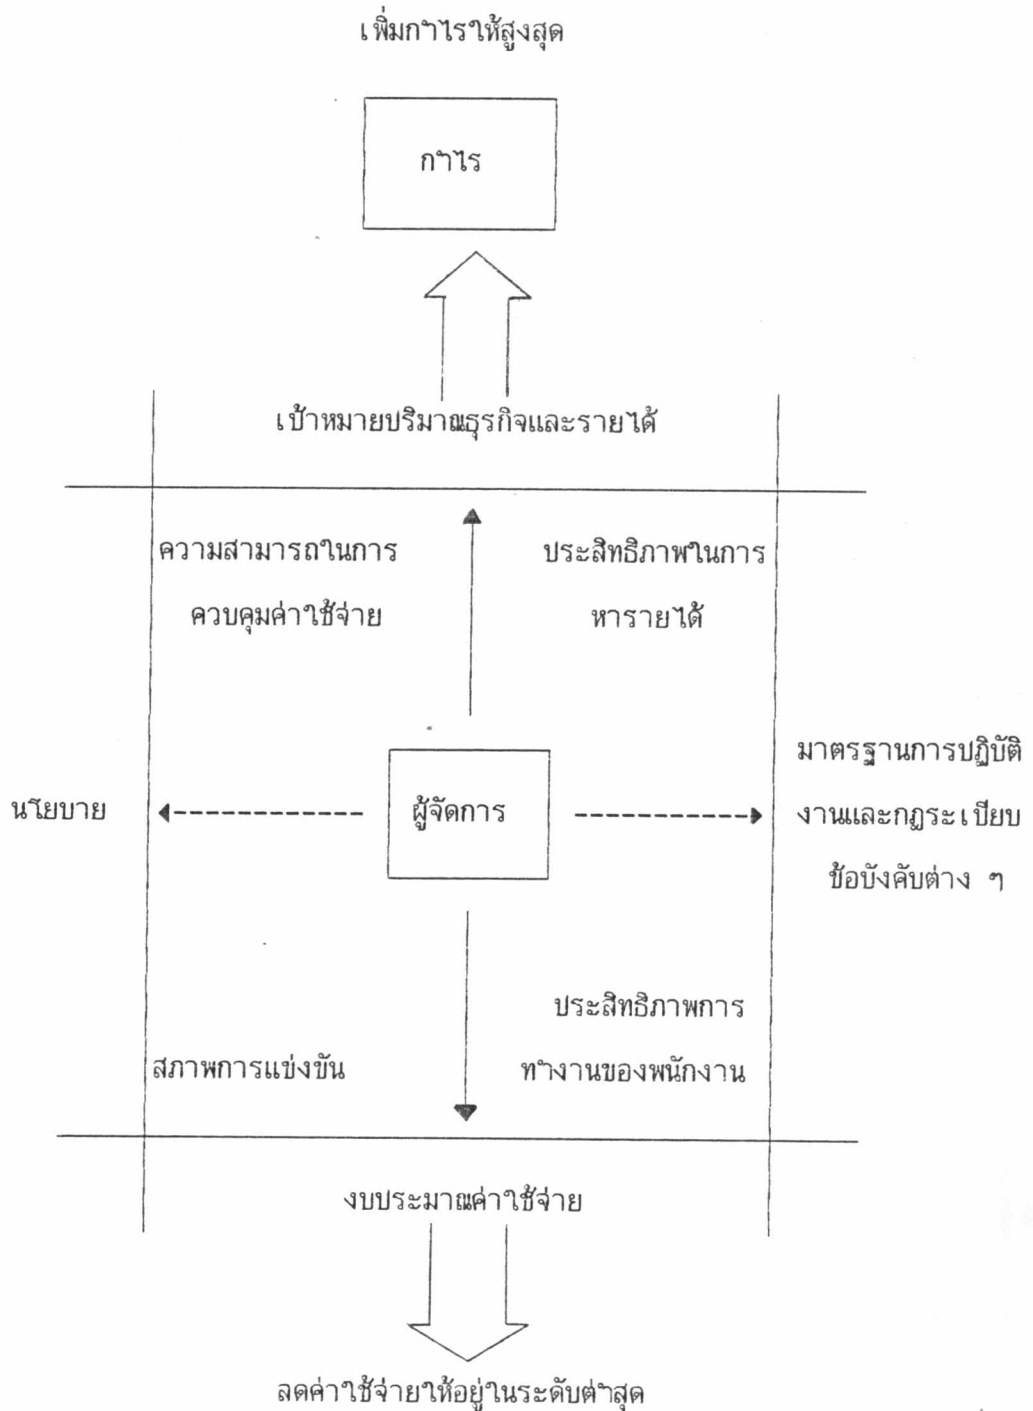 เพิ่มกำไรให้สูงสุด
กำไร
เป้าหมายปริมาณธุรกิจและรายได้
ความสามารถในการ
ควบคุมค่าใช้จ่าย
ประสิทธิภาพในการ
หารายได้
นโยบาย
ผู้จัดการ
มาตรฐานการปฏิบัติ
งานและกฎระเบียบ
ข้อบังคับต่าง ๆ
สภาพการแข่งขัน
ประสิทธิภาพการ
ทำงานของพนักงาน
งบประมาณค่าใช้จ่าย
ลดค่าใช้จ่ายให้อยู่ในระดับต่ำสุด